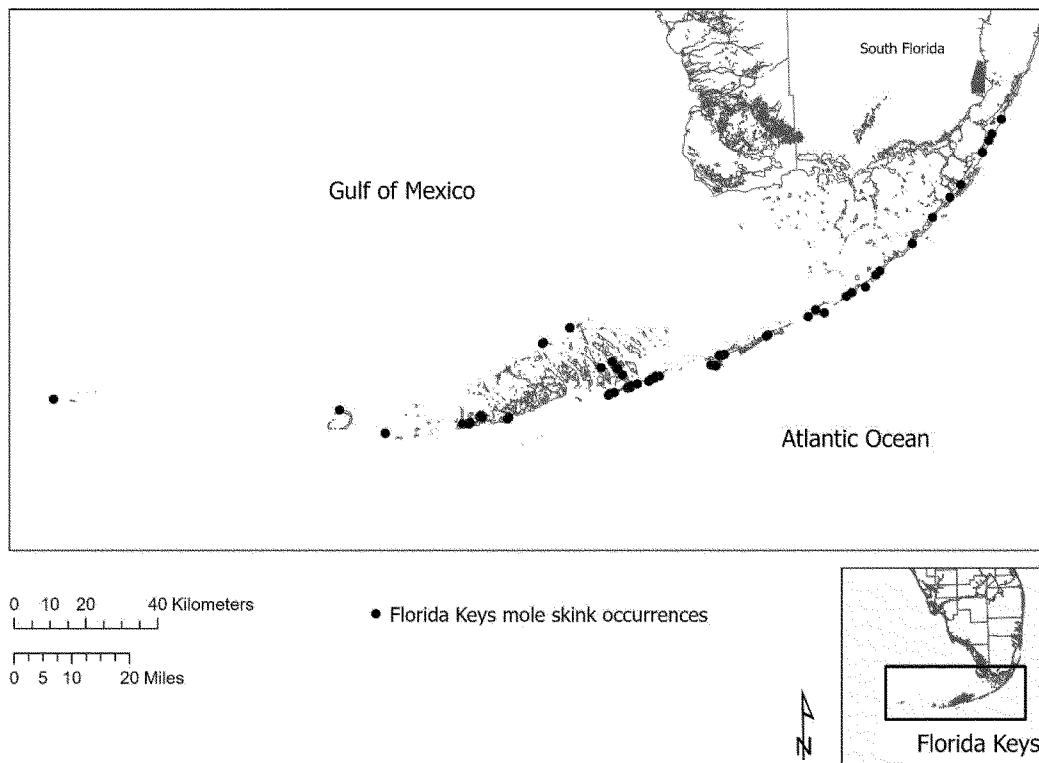 South Florida
Gulf of Mexico
Atlantic Ocean
0 10 20 40 Kilometers
0 5 10 20 Miles
Florida Keys mole skink occurrences
N
Florida Keys